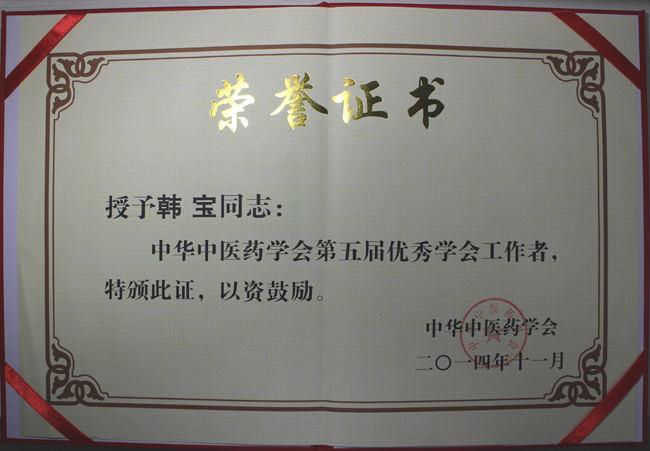 荣誉证书
授予韩 宝同志：
中华中医药学会第五届优秀学会工作者，
特颁此证，以资鼓励。
中华中医药学会
二〇一四年十一月